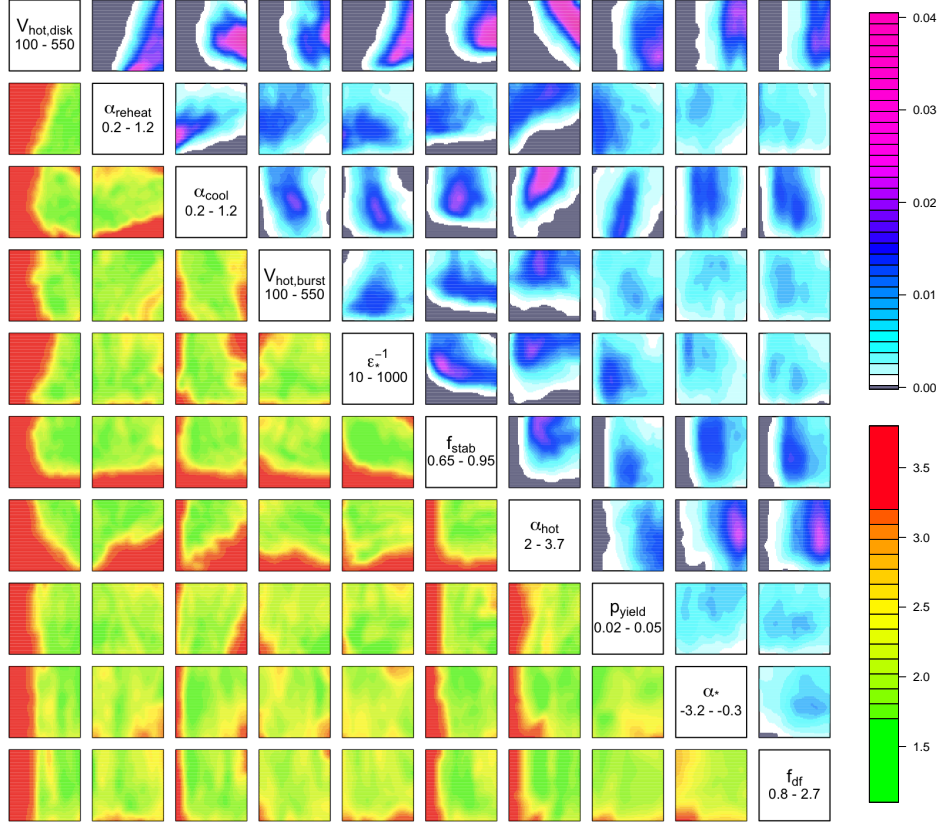 V_hot,disk
100 - 550
0.04
α_reheat
0.2 - 1.2
0.03
α_cool
0.2 - 1.2
0.02
V_hot,burst
100 - 550
0.01
ε_*^−1
10 - 1000
0.00
f_stab
0.65 - 0.95
3.5
α_hot
2 - 3.7
3.0
p_yield
0.02 - 0.05
2.5
α_*
-3.2 - -0.3
2.0
1.5
f_df
0.8 - 2.7